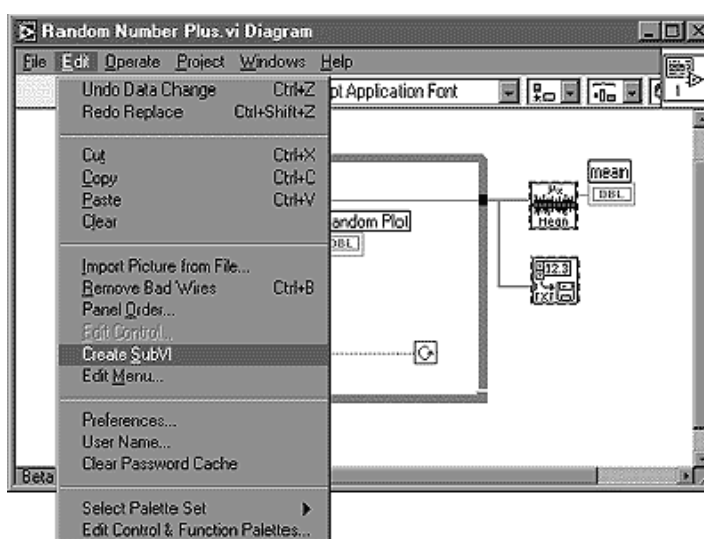 Random Number Plus.vi Diagram
File Edit Operate Project Windows Help
Undo Data Change Ctrl+Z
Redo Replace Ctrl+Shift+Z
pt Application Font
1
Cut Ctrl+X
Copy Ctrl+C
Paste Ctrl+V
Clear
mean
DBL
Mean
andom Plot
DBL
Import Picture from File...
Remove Bad Wires Ctrl+B
Panel Order...
Edit Control...
Create SubVI
Edit Menu...
12.3
TXT
Preferences...
User Name...
Clear Password Cache
Beta
Select Palette Set
Edit Control & Function Palettes...